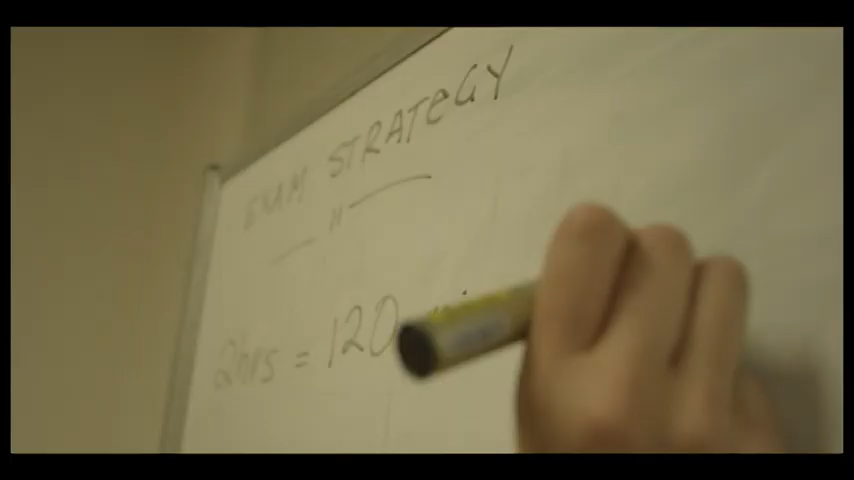 EXAM STRATEGY
"
2hrs = 120